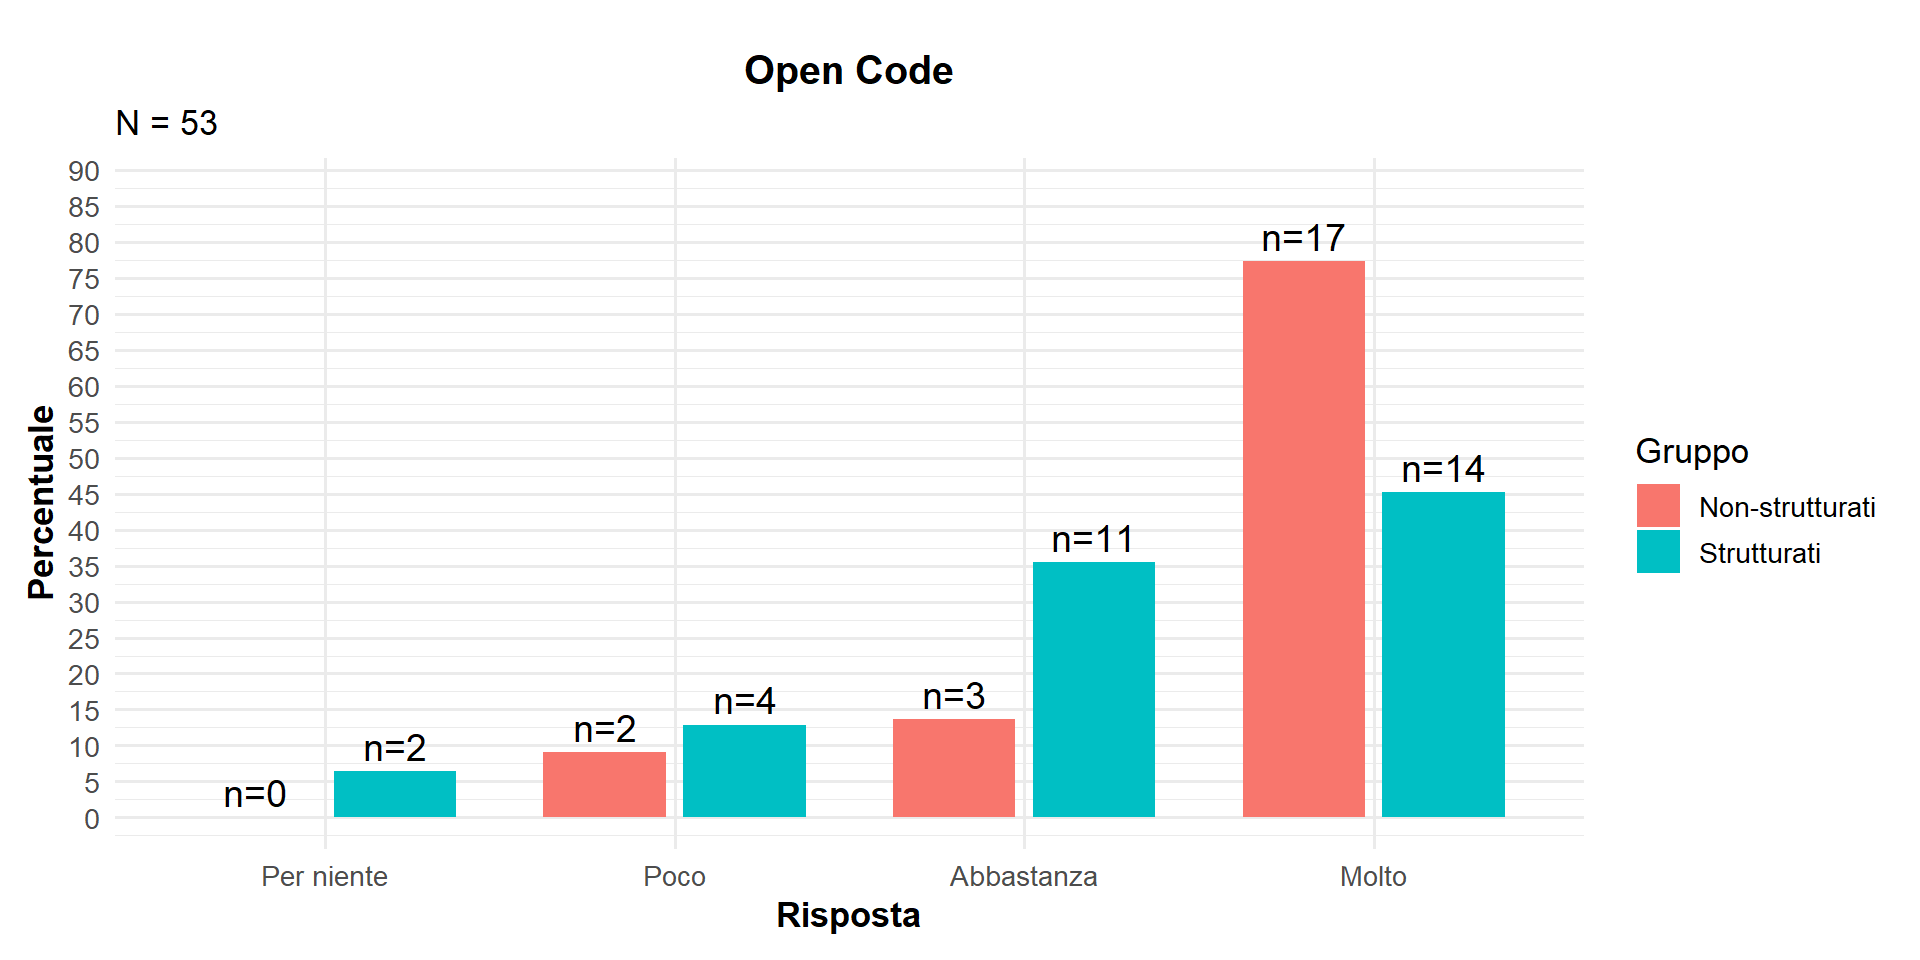 Open Code
N = 53
90
85
80
75
70
65
60
55
50
45
40
35
30
25
20
15
10
5
0
Percentuale
n=0
n=2
n=2
n=4
n=3
n=11
n=17
n=14
Per niente
Poco
Abbastanza
Molto
Risposta
Gruppo
Non-strutturati
Strutturati